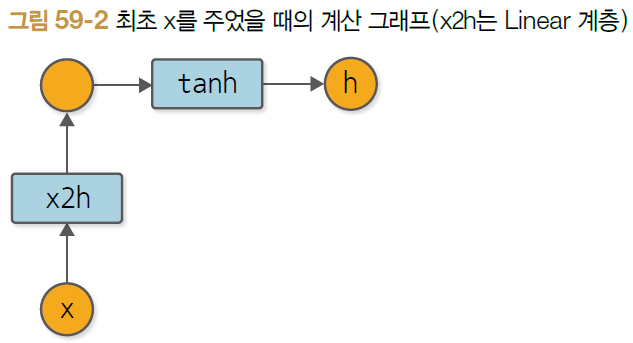 그림 59-2 최초 x를 주었을 때의 계산 그래프(x2h는 Linear 계층)
tanh
h
x2h
x